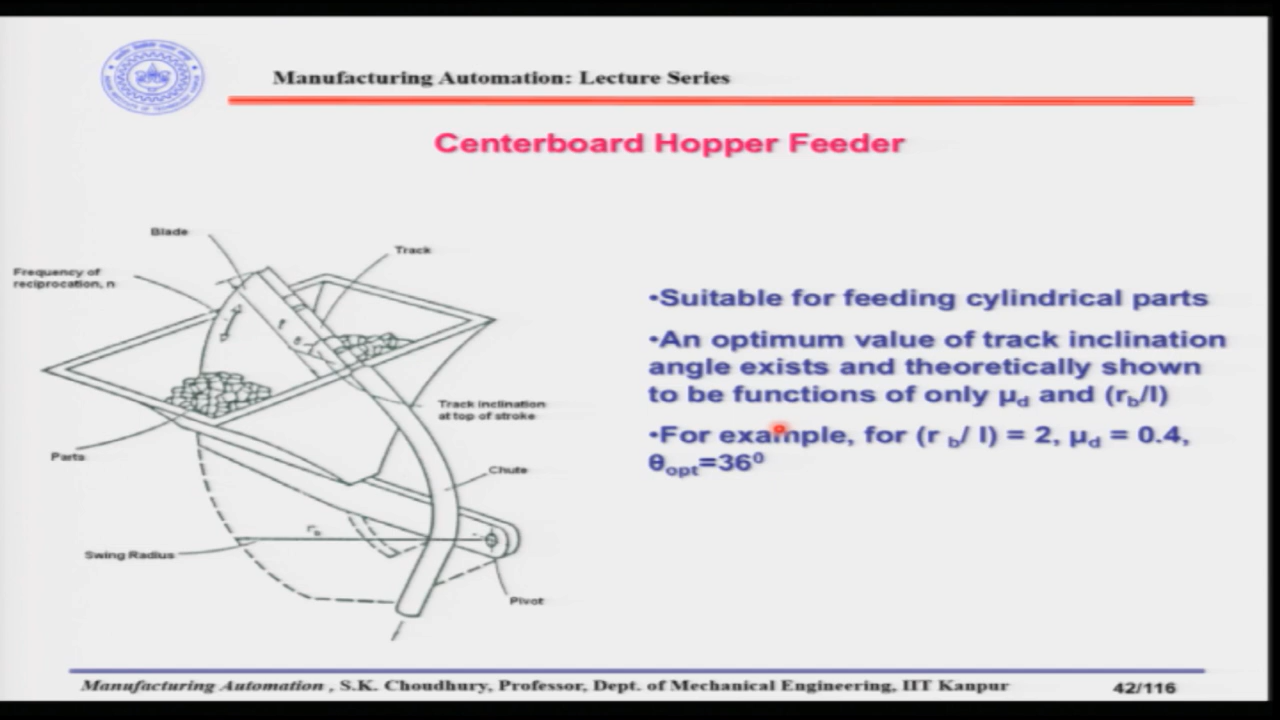 Manufacturing Automation: Lecture Series
Centerboard Hopper Feeder
Blade
Track
Frequency of
reciprocation, n
Track inclination
at top of stroke
Parts
Chute
Swing Radius
Pivot
•Suitable for feeding cylindrical parts
•An optimum value of track inclination
angle exists and theoretically shown
to be functions of only μd and (rb/l)
•For example, for (r b/ l) = 2, μd = 0.4,
θopt=36⁰
Manufacturing Automation , S.K. Choudhury, Professor, Dept. of Mechanical Engineering, IIT Kanpur
42/116